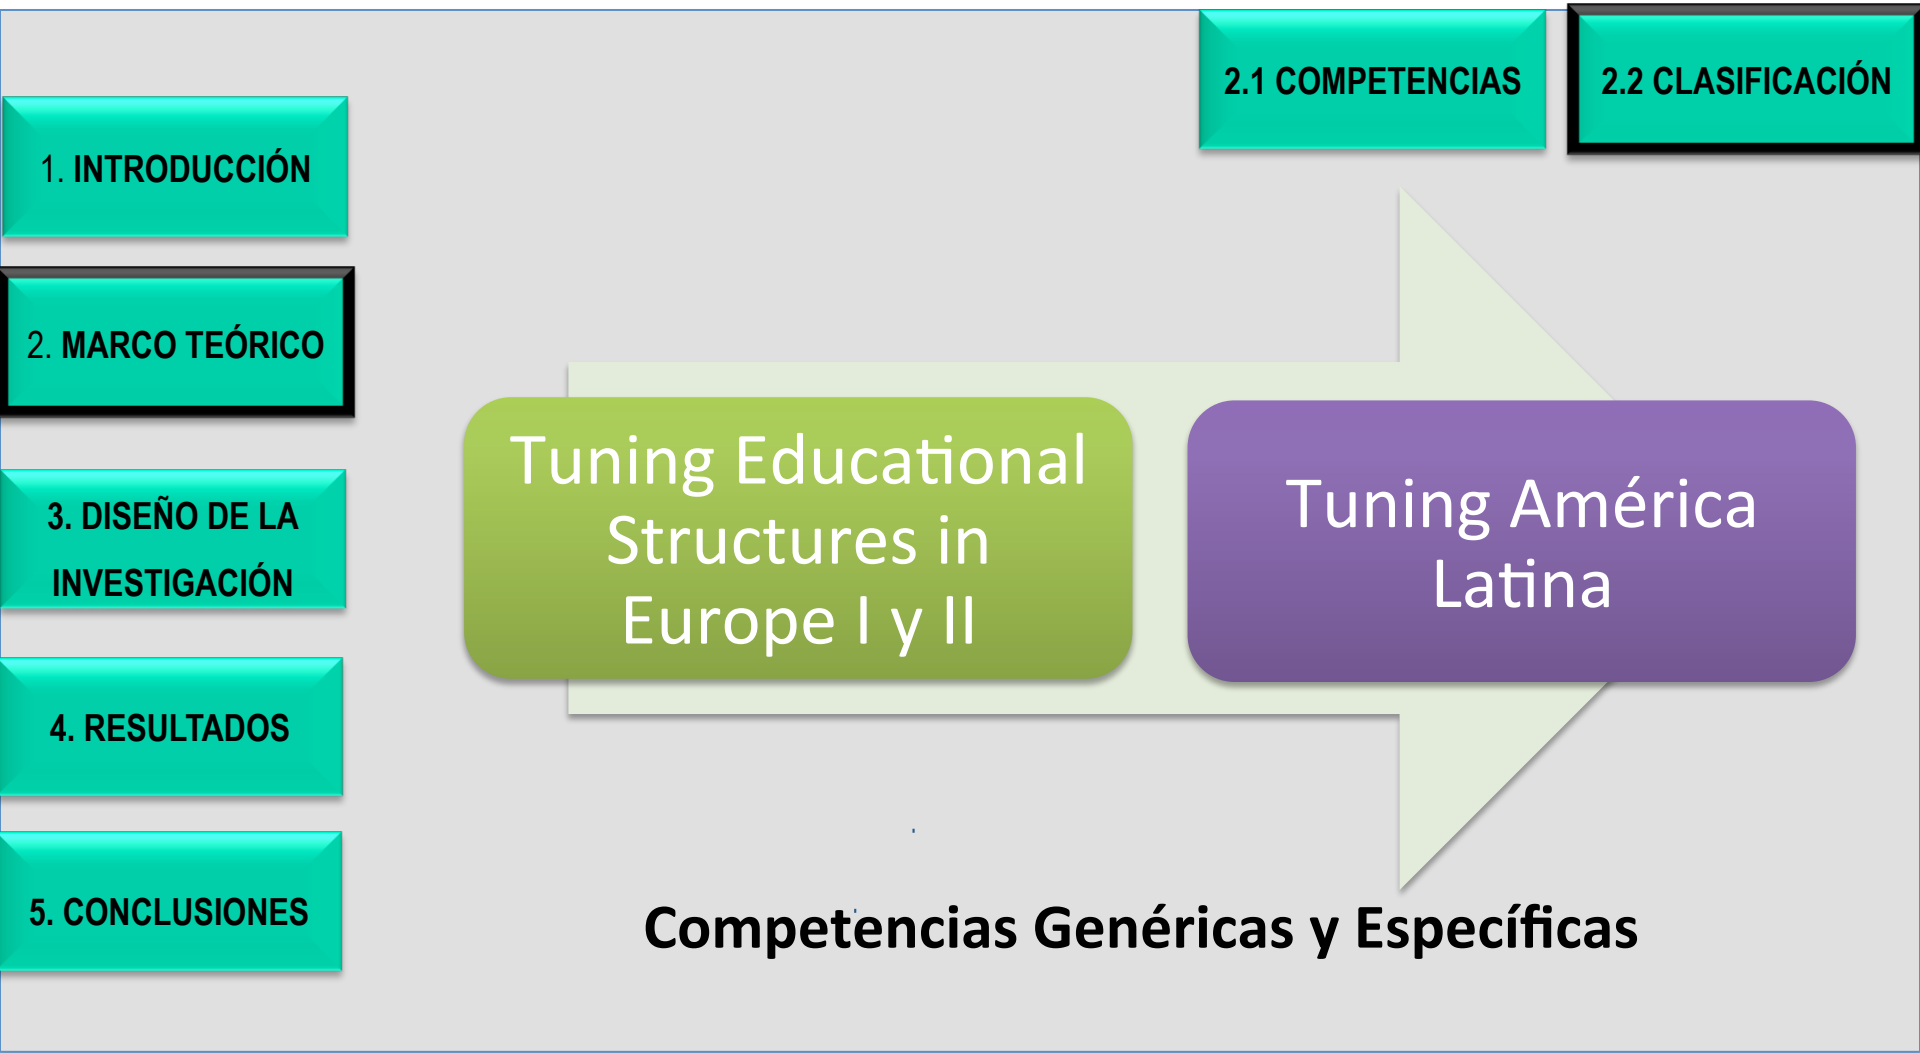 2.1 COMPETENCIAS
2.2 CLASIFICACIÓN
1. INTRODUCCIÓN
2. MARCO TEÓRICO
3. DISEÑO DE LA
INVESTIGACIÓN
4. RESULTADOS
5. CONCLUSIONES
Tuning Educational
Structures in
Europe I y II
Tuning América
Latina
Competencias Genéricas y Específicas